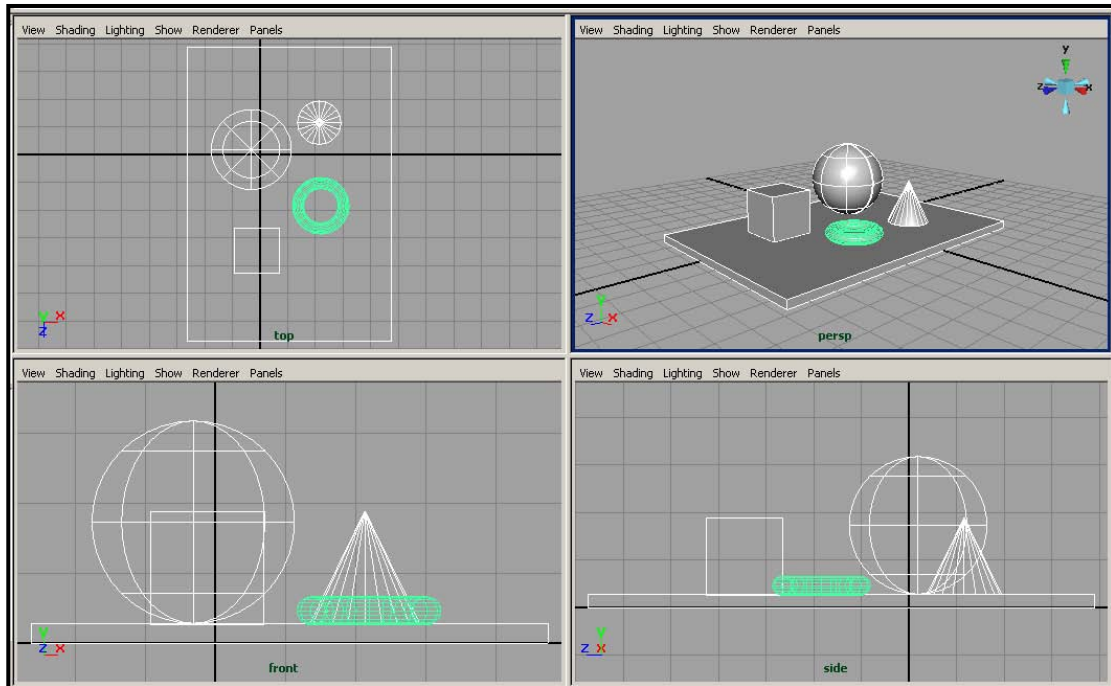 View Shading Lighting Show Renderer Panels
Y X
Z
top
View Shading Lighting Show Renderer Panels
y
z x
Y
Z X
persp
View Shading Lighting Show Renderer Panels
Y
Z X
front
View Shading Lighting Show Renderer Panels
Y
Z X
side